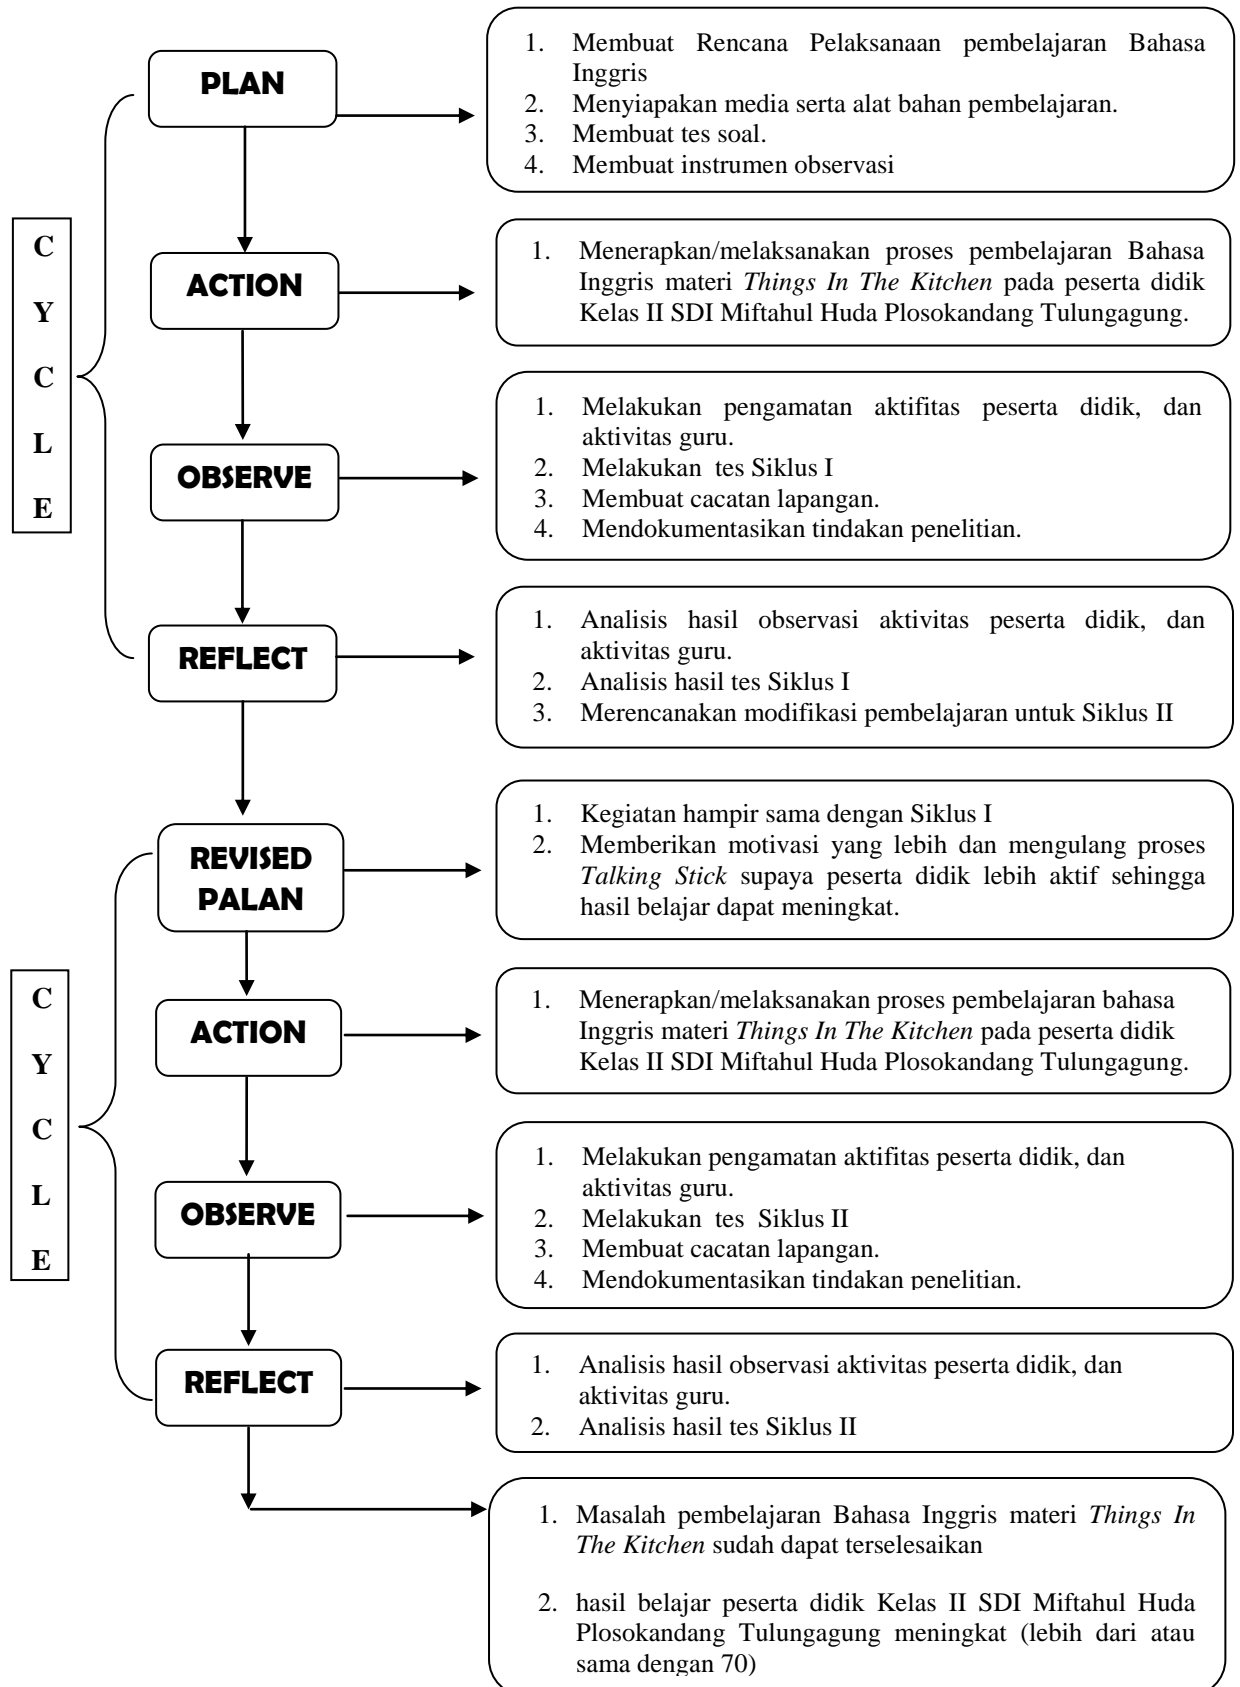 PLAN
1. Membuat Rencana Pelaksanaan pembelajaran Bahasa
Inggris
2. Menyiapakan media serta alat bahan pembelajaran.
3. Membuat tes soal.
4. Membuat instrumen observasi
C
Y
C
L
E
ACTION
1. Menerapkan/melaksanakan proses pembelajaran Bahasa
Inggris materi Things In The Kitchen pada peserta didik
Kelas II SDI Miftahul Huda Plosokandang Tulungagung.
OBSERVE
1. Melakukan pengamatan aktifitas peserta didik, dan
aktivitas guru.
2. Melakukan tes Siklus I
3. Membuat cacatan lapangan.
4. Mendokumentasikan tindakan penelitian.
REFLECT
1. Analisis hasil observasi aktivitas peserta didik, dan
aktivitas guru.
2. Analisis hasil tes Siklus I
3. Merencanakan modifikasi pembelajaran untuk Siklus II
REVISED
PALAN
1. Kegiatan hampir sama dengan Siklus I
2. Memberikan motivasi yang lebih dan mengulang proses
Talking Stick supaya peserta didik lebih aktif sehingga
hasil belajar dapat meningkat.
C
Y
C
L
E
ACTION
1. Menerapkan/melaksanakan proses pembelajaran bahasa
Inggris materi Things In The Kitchen pada peserta didik
Kelas II SDI Miftahul Huda Plosokandang Tulungagung.
OBSERVE
1. Melakukan pengamatan aktifitas peserta didik, dan
aktivitas guru.
2. Melakukan tes Siklus II
3. Membuat cacatan lapangan.
4. Mendokumentasikan tindakan penelitian.
REFLECT
1. Analisis hasil observasi aktivitas peserta didik, dan
aktivitas guru.
2. Analisis hasil tes Siklus II
1. Masalah pembelajaran Bahasa Inggris materi Things In
The Kitchen sudah dapat terselesaikan
2. hasil belajar peserta didik Kelas II SDI Miftahul Huda
Plosokandang Tulungagung meningkat (lebih dari atau
sama dengan 70)